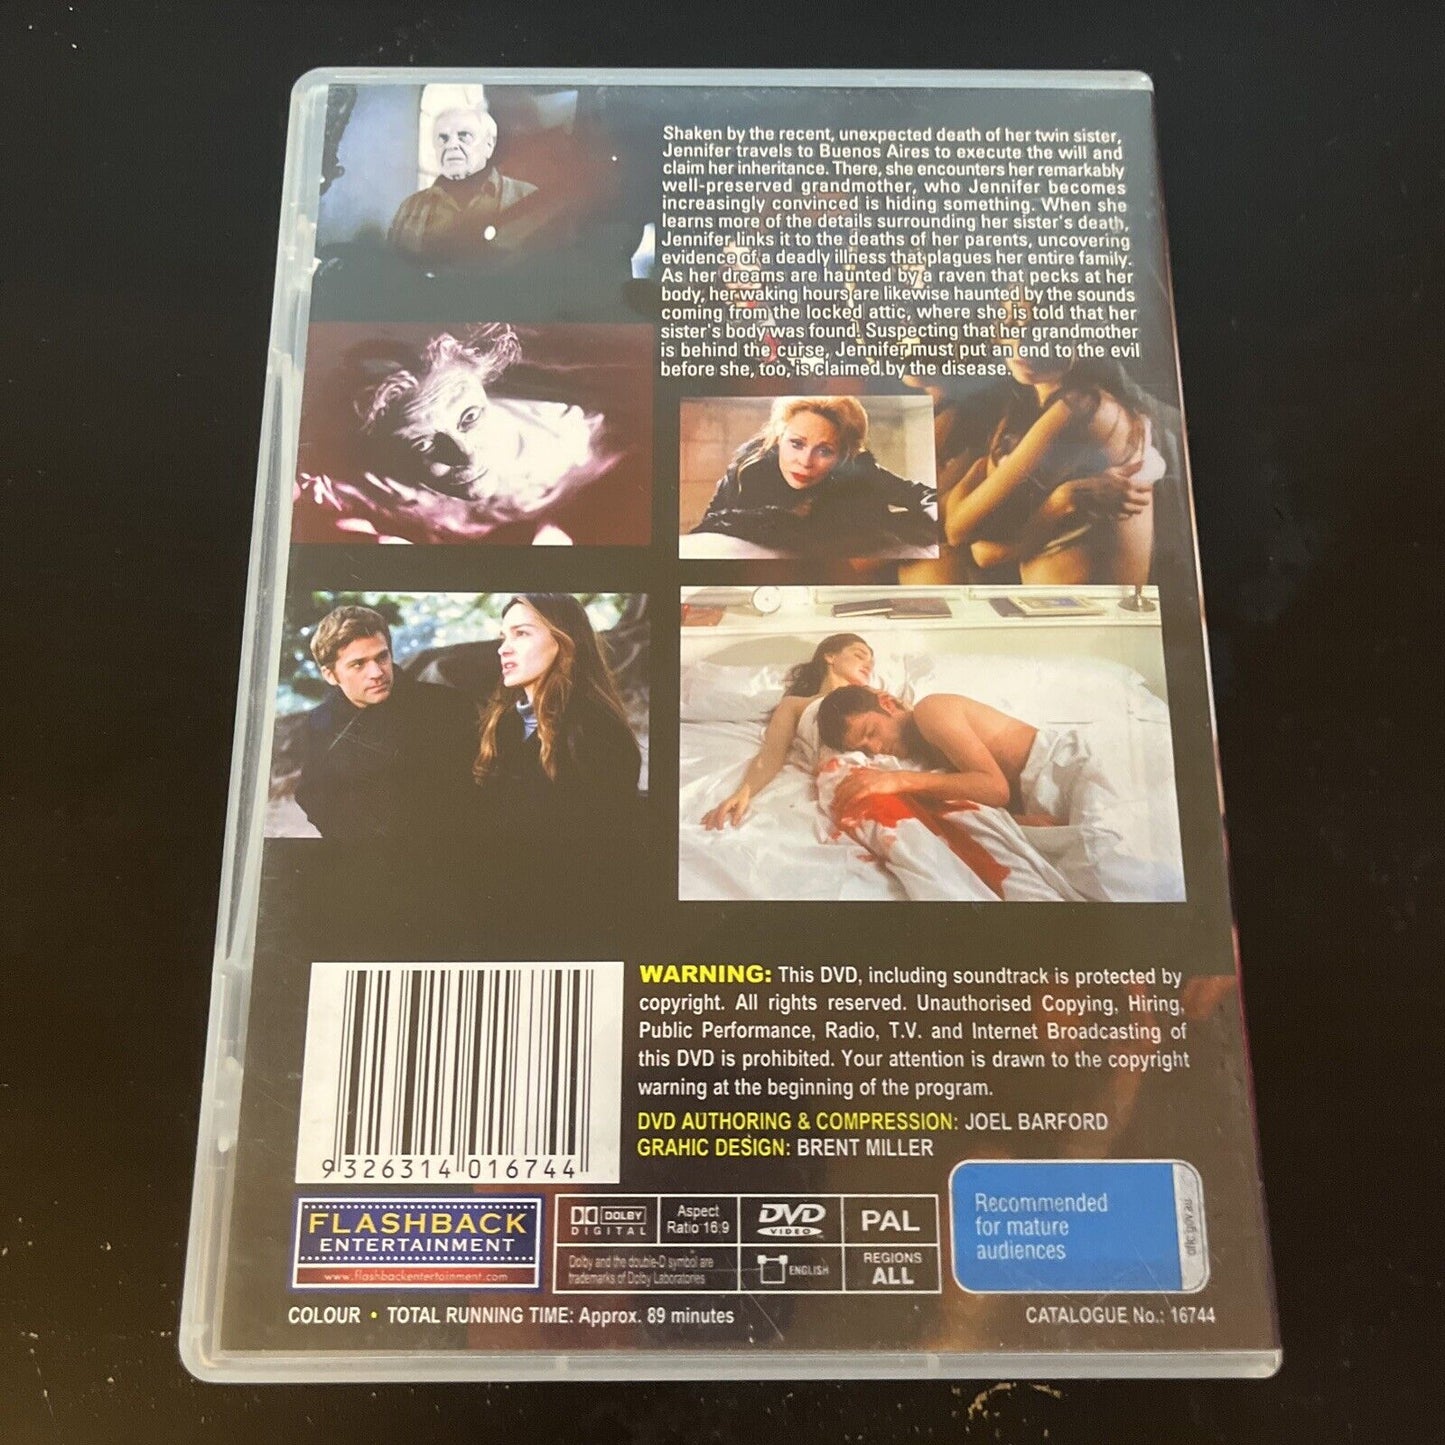 Shaken by the recent, unexpected death of her twin sister,
Jennifer travels to Buenos Aires to execute the will and
claim her inheritance. There, she encounters her remarkably
well-preserved grandmother, who Jennifer becomes
increasingly convinced is hiding something. When she
learns more of the details surrounding her sister's death,
Jennifer links it to the deaths of her parents, uncovering
evidence of a deadly illness that plagues her entire family.
As her dreams are haunted by a raven that pecks at her
body, her waking hours are likewise haunted by the sounds
coming from the locked attic, where she is told that her
sister's body was found. Suspecting that her grandmother
is behind the curse, Jennifer must put an end to the evil
before she, too, is claimed by the disease.
WARNING: This DVD, including soundtrack is protected by
copyright. All rights reserved. Unauthorised Copying, Hiring,
Public Performance, Radio, T.V. and Internet Broadcasting of
this DVD is prohibited. Your attention is drawn to the copyright
warning at the beginning of the program.
DVD AUTHORING & COMPRESSION: JOEL BARFORD
GRAHIC DESIGN: BRENT MILLER
9 326314 016744
FLASHBACK
ENTERTAINMENT
www.flashbackentertainment.com
DOLBY
DIGITAL
Aspect
Ratio 16:9
DVD
VIDEO
PAL
Dolby and the double-D symbol are
trademarks of Dolby Laboratories
ENGLISH
REGIONS
ALL
Recommended
for mature
audiences
oflc.gov.au
COLOUR • TOTAL RUNNING TIME: Approx. 89 minutes
CATALOGUE No.: 16744